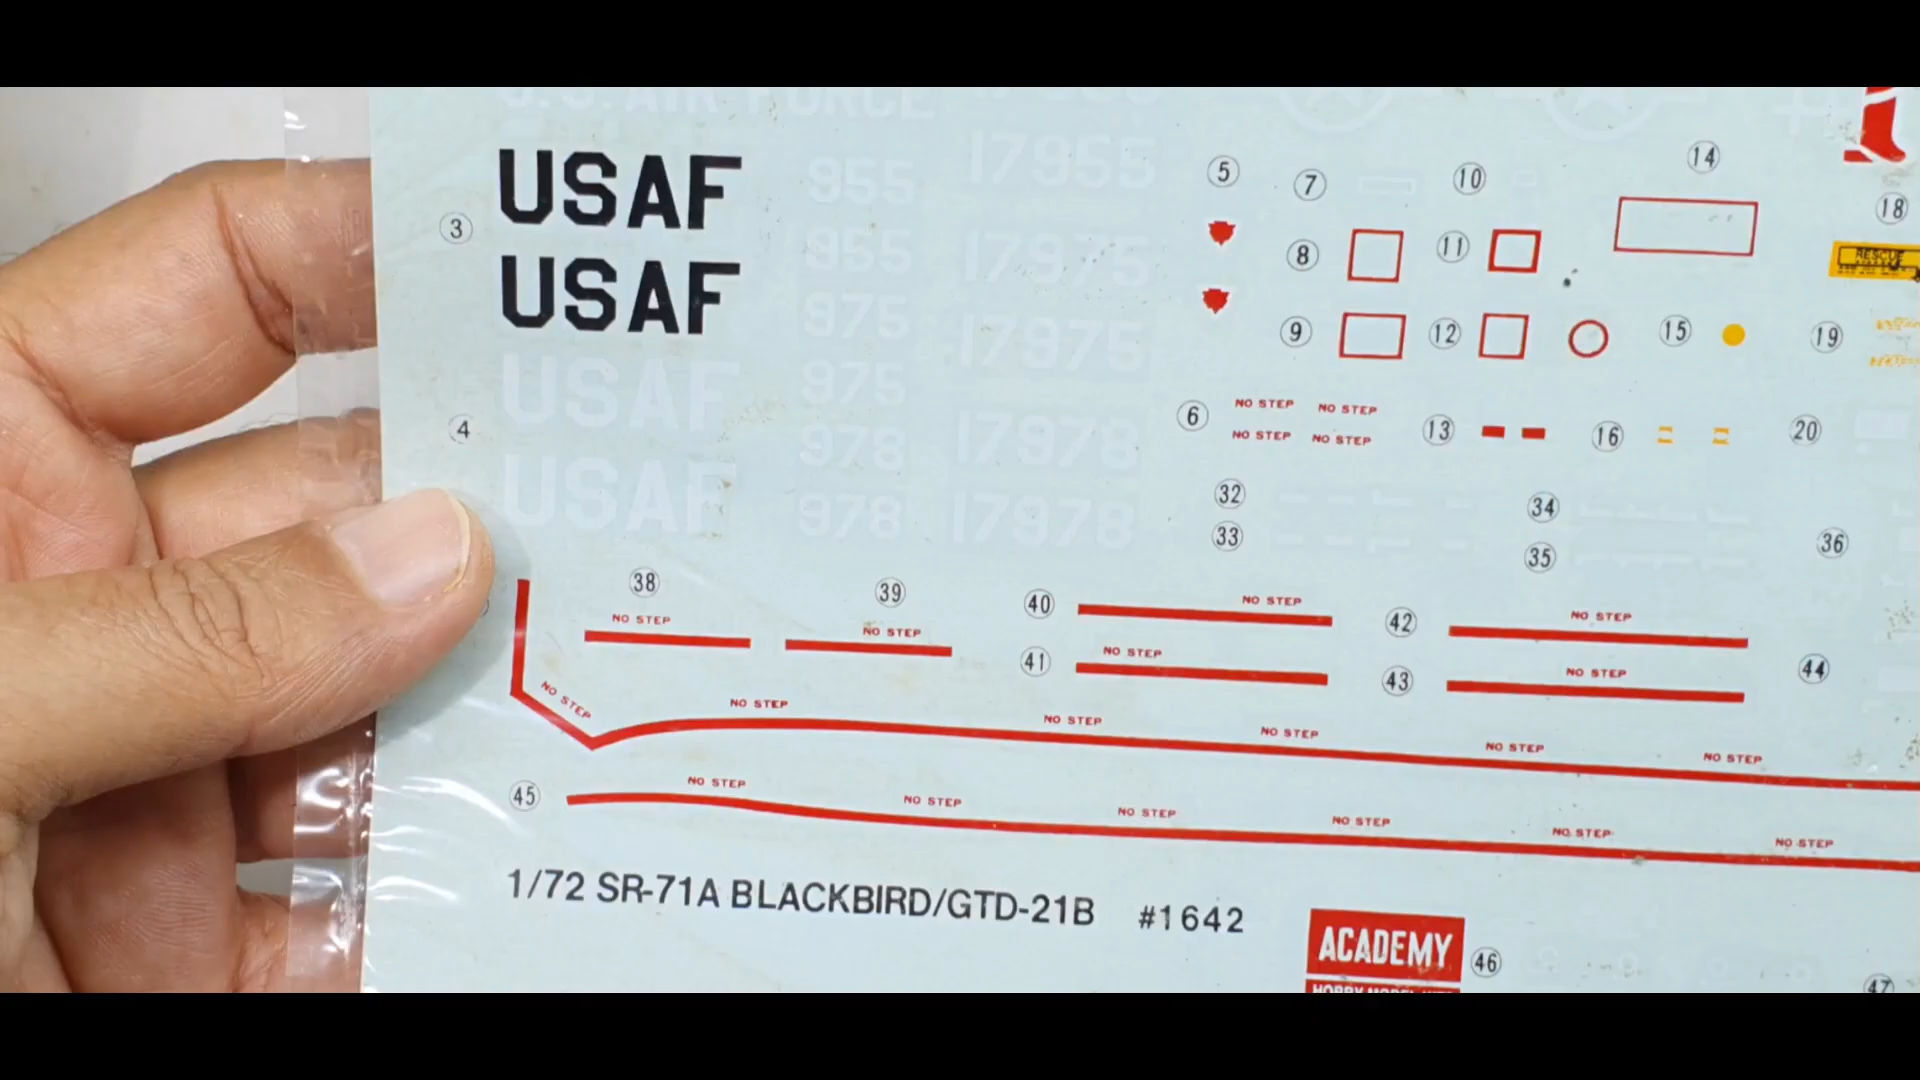 U.S. AIR FORCE
955 17955
USAF
3
955 17975
USAF
975 17975
USAF
975
4
978 17978
USAF
978 17978
5
7
10
14
18
8
11
RESCUE
9
12
15
19
6
NO STEP NO STEP
NO STEP NO STEP
13
16
20
32
34
33
35
36
38
NO STEP
39
NO STEP
40
NO STEP
42
NO STEP
41
NO STEP
43
NO STEP
44
NO STEP
NO STEP
NO STEP
NO STEP
NO STEP
NO STEP
45
NO STEP
NO STEP
NO STEP
NO STEP
NO STEP
NO STEP
1/72 SR-71A BLACKBIRD/GTD-21B #1642
ACADEMY
46
47